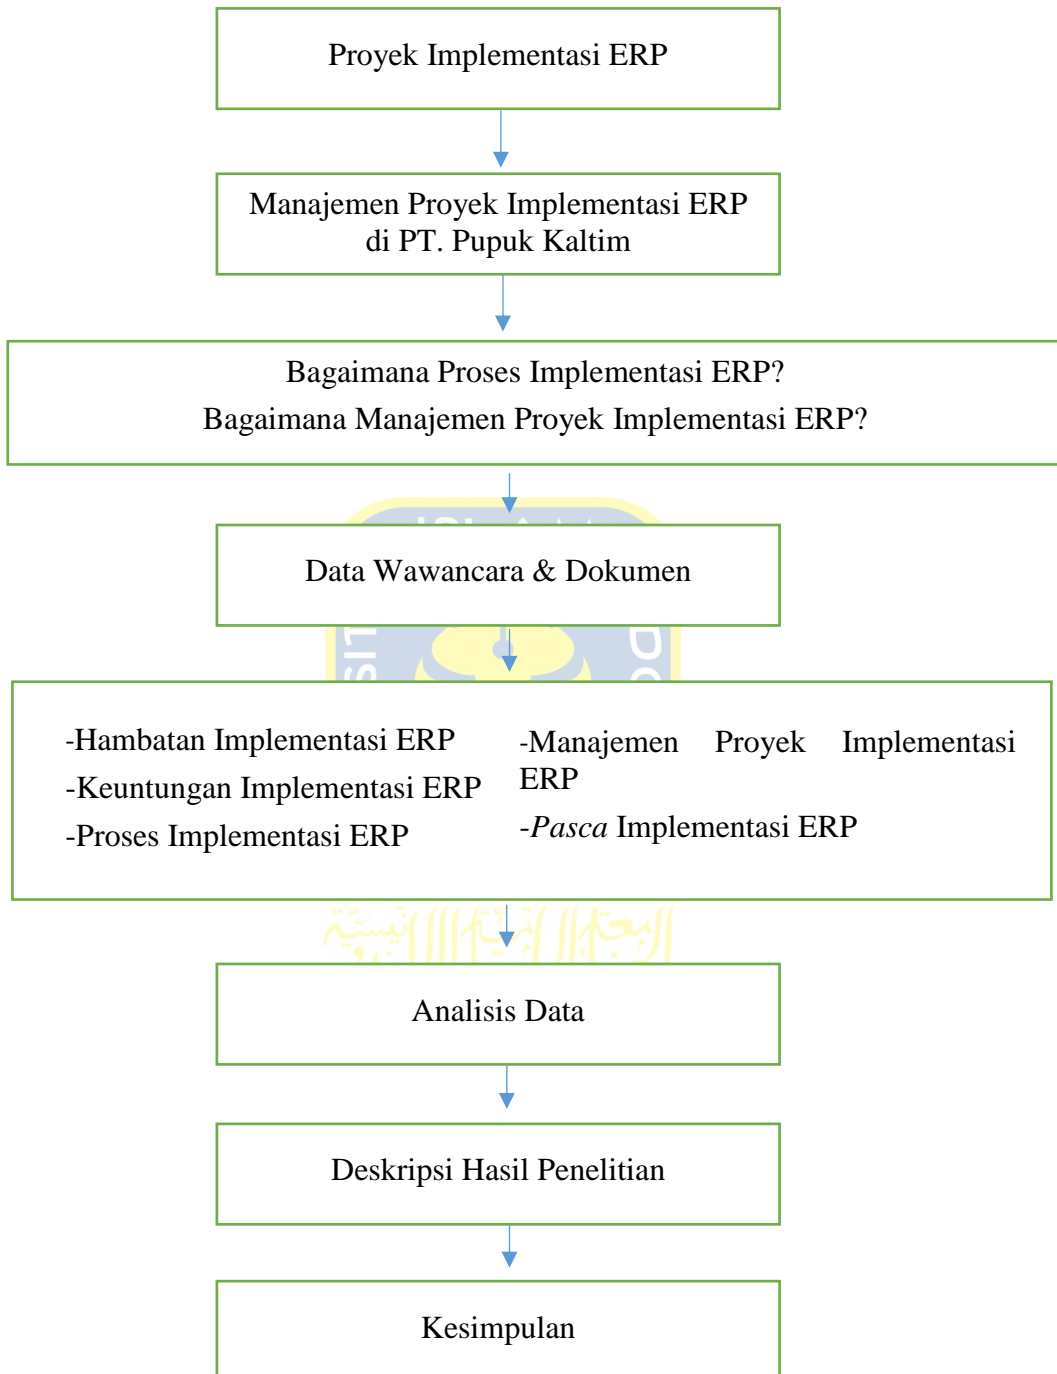 Proyek Implementasi ERP
Manajemen Proyek Implementasi ERP
di PT. Pupuk Kaltim
Bagaimana Proses Implementasi ERP?
Bagaimana Manajemen Proyek Implementasi ERP?
Data Wawancara & Dokumen
-Hambatan Implementasi ERP
-Keuntungan Implementasi ERP
-Proses Implementasi ERP
-Manajemen Proyek Implementasi
ERP
-Pasca Implementasi ERP
Analisis Data
Deskripsi Hasil Penelitian
Kesimpulan